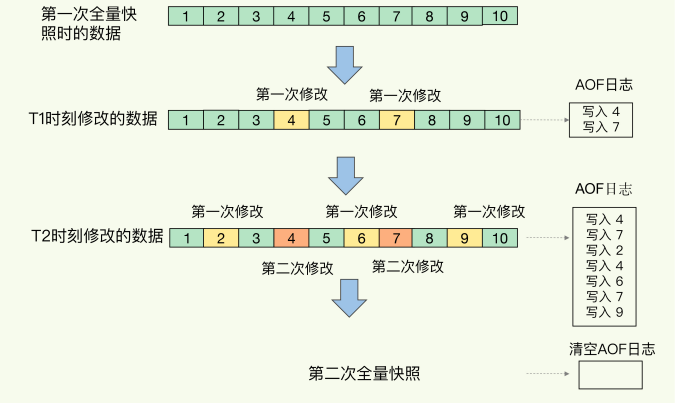 第一次全量快
照时的数据
1 2 3 4 5 6 7 8 9 10
第一次修改 第一次修改
AOF日志
T1时刻修改的数据
1 2 3 4 5 6 7 8 9 10
写入 4
写入 7
AOF日志
第一次修改 第一次修改 第一次修改
T2时刻修改的数据
1 2 3 4 5 6 7 8 9 10
第二次修改 第二次修改
写入 4
写入 7
写入 2
写入 4
写入 6
写入 7
写入 9
清空AOF日志
第二次全量快照